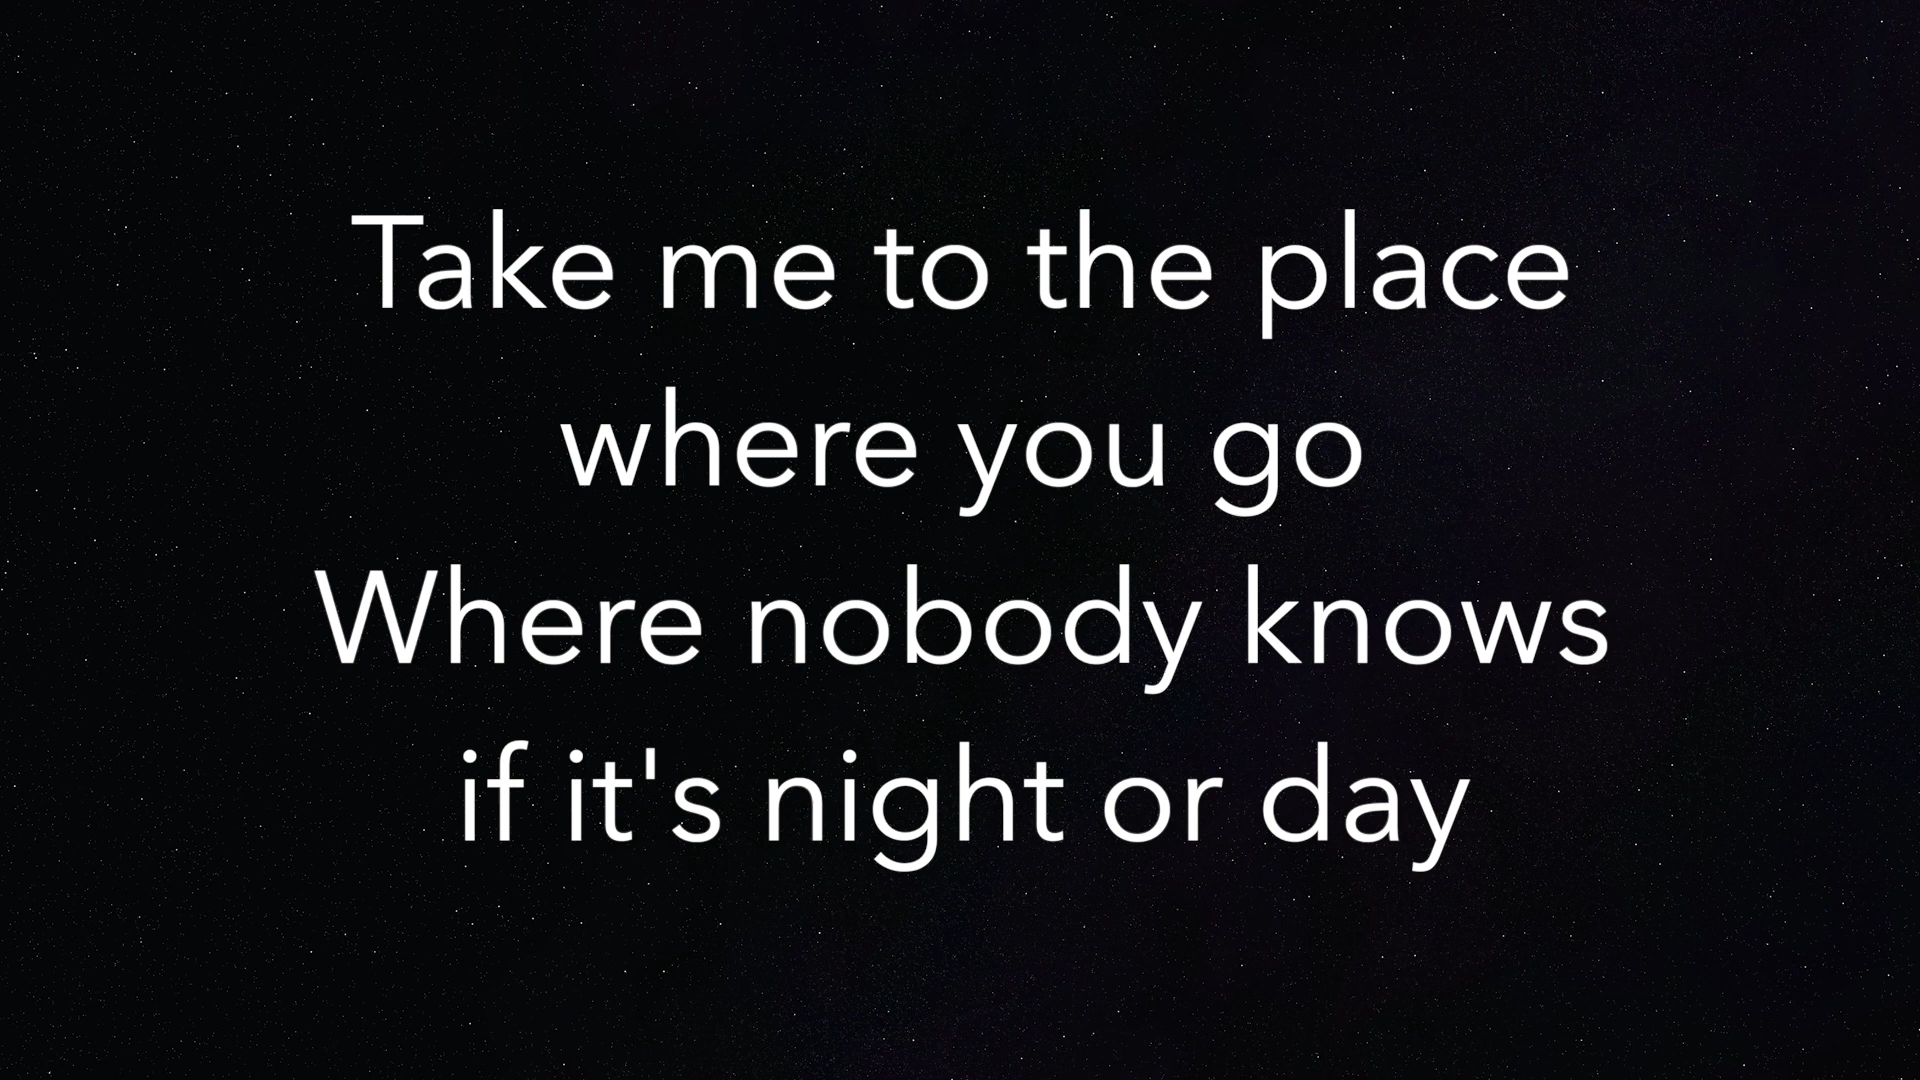 Take me to the place
where you go
Where nobody knows
if it's night or day